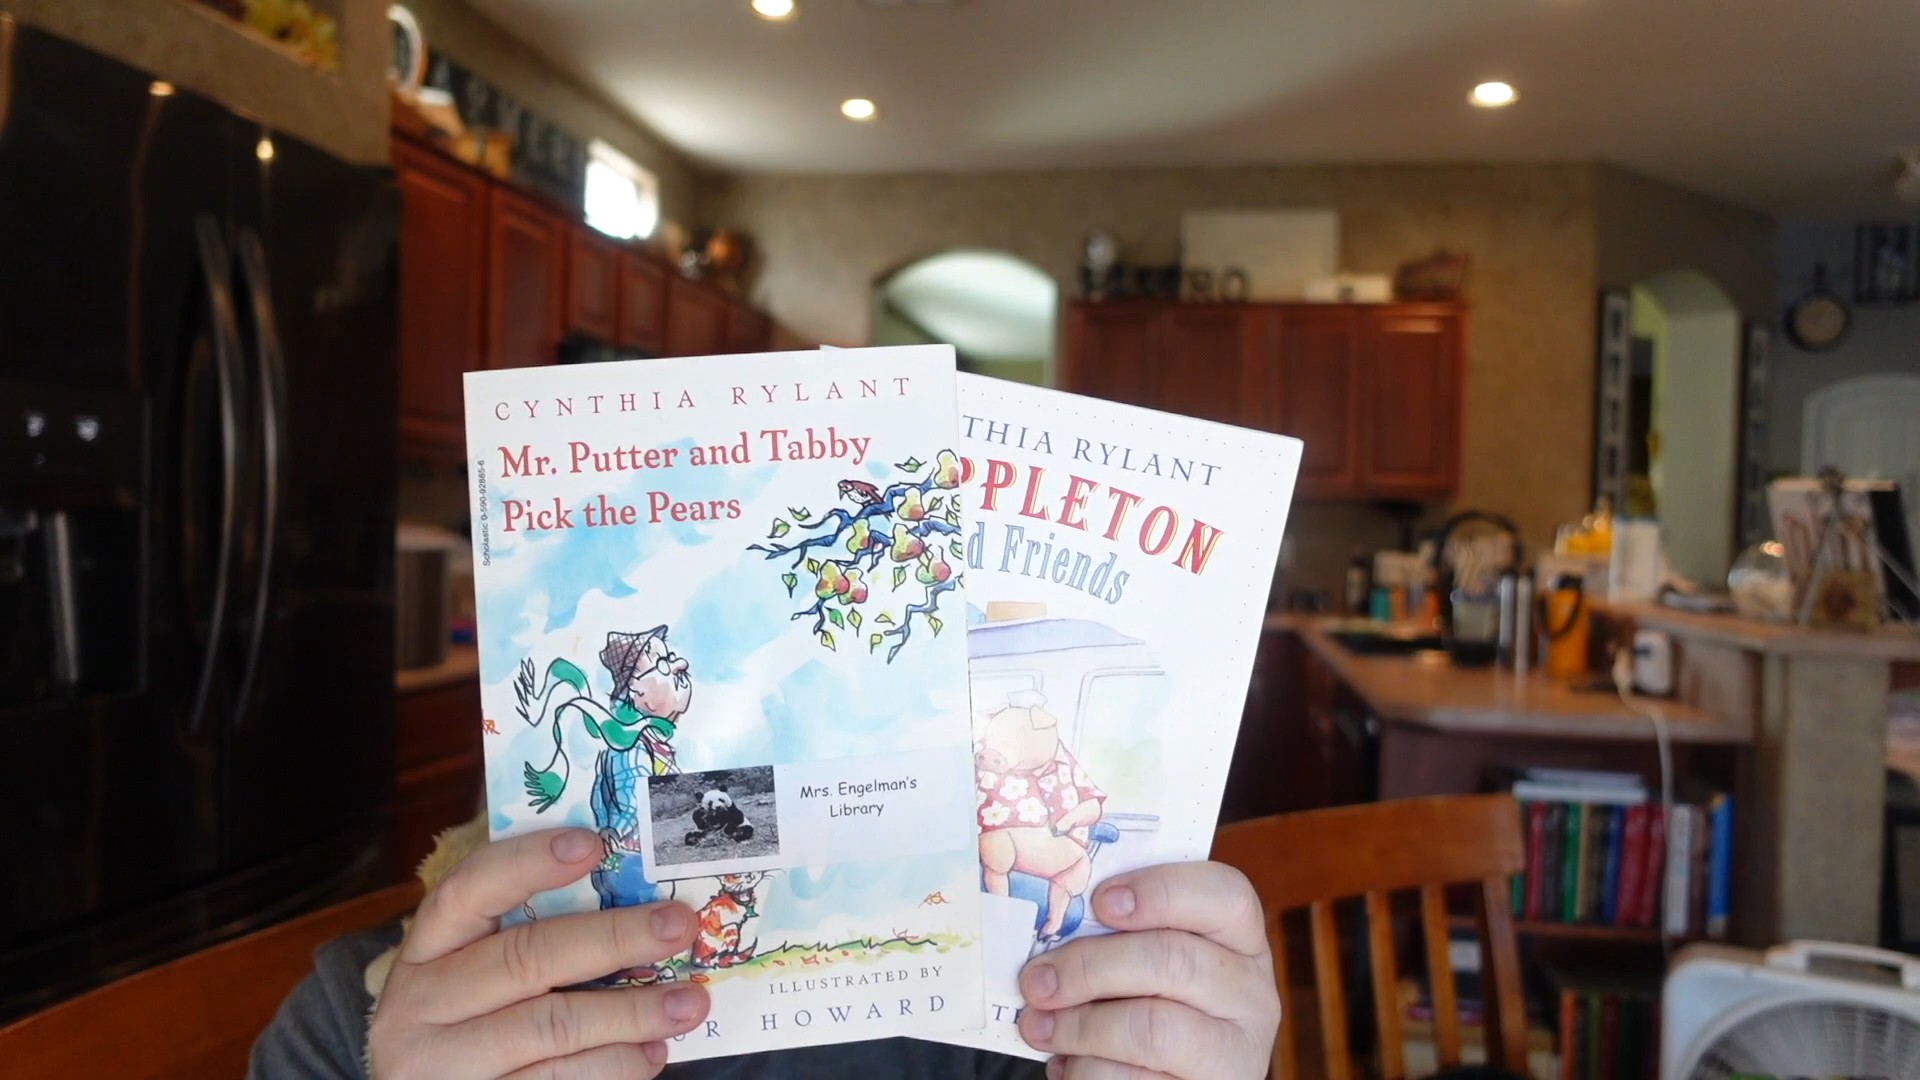 CYNTHIA RYLANT
Mr. Putter and Tabby
Pick the Pears
Scholastic 0-590-92885-6
Mrs. Engelman's
Library
ILLUSTRATED BY
UR HOWARD
THIA RYLANT
PPLETON
d Friends